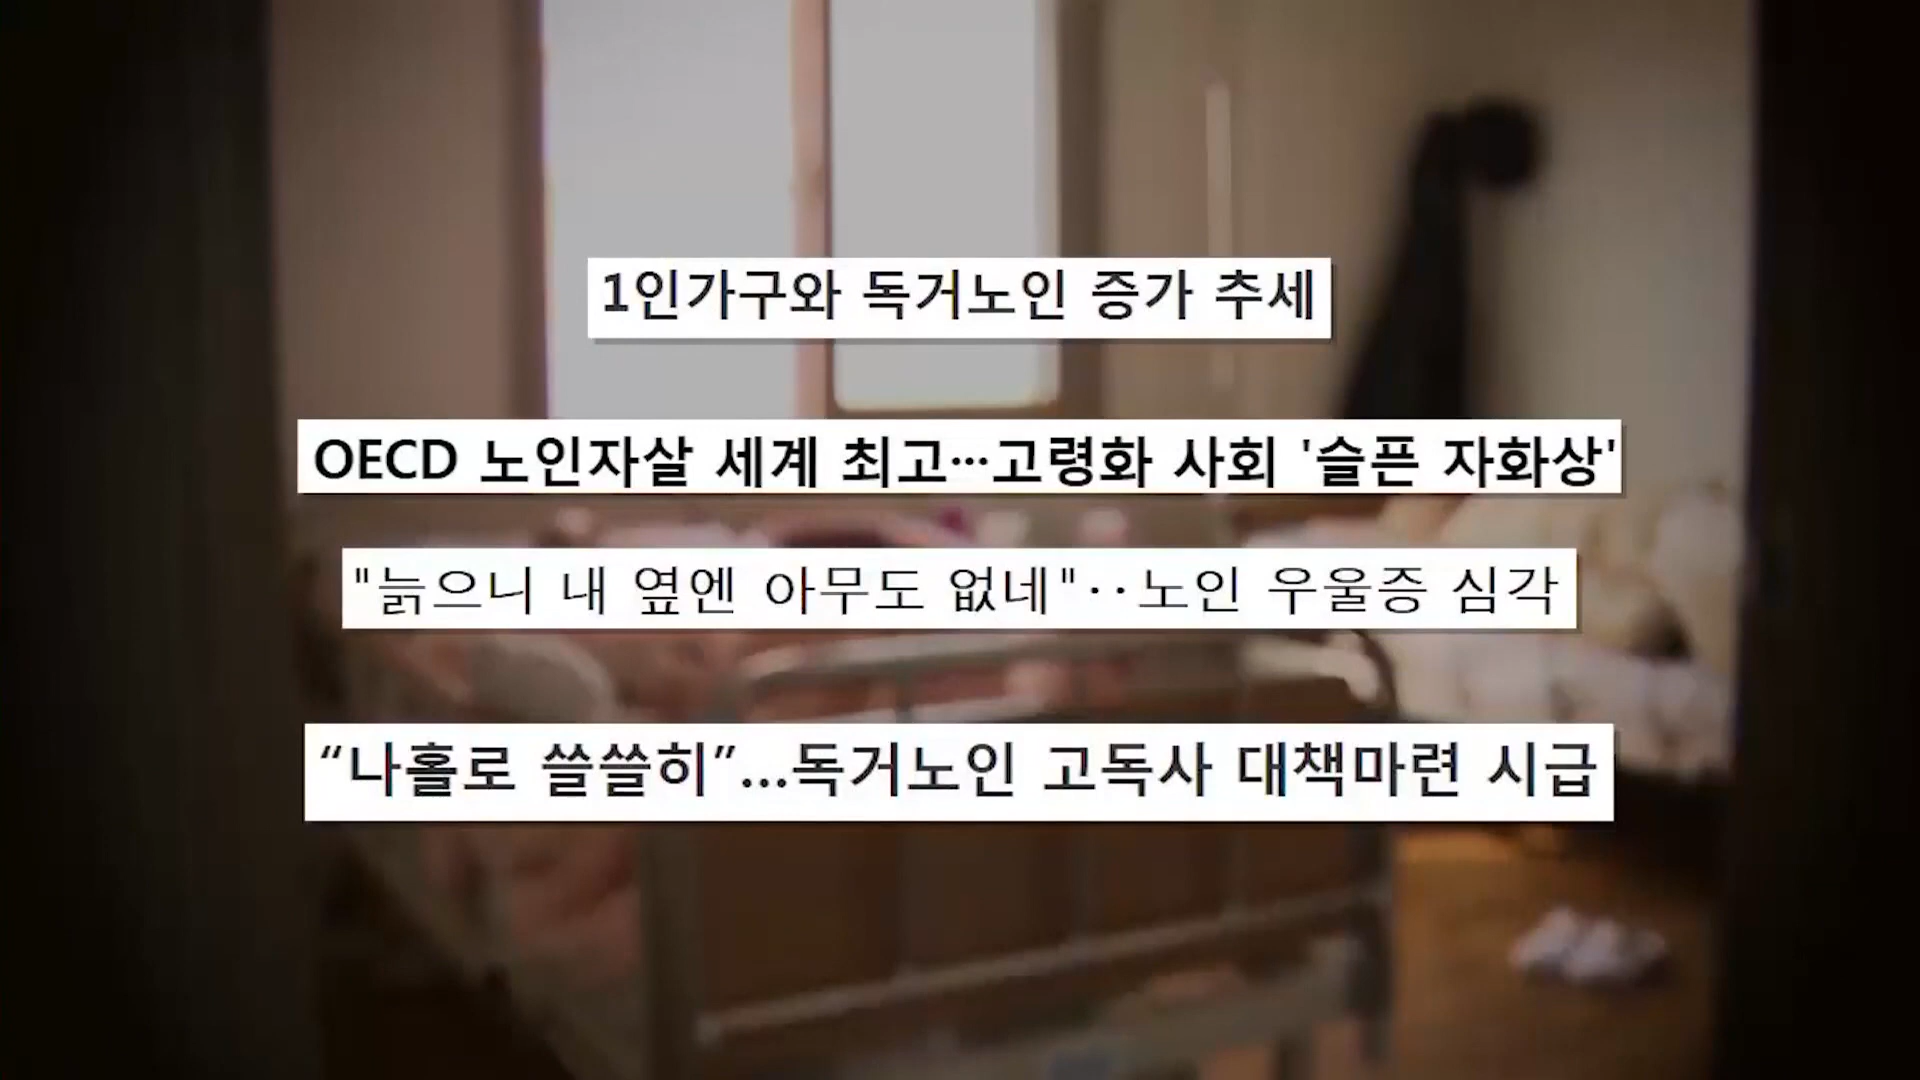 1인가구와 독거노인 증가 추세
OECD 노인자살 세계 최고···고령화 사회 '슬픈 자화상'
"늙으니 내 옆엔 아무도 없네"··노인 우울증 심각
“나홀로 쓸쓸히”...독거노인 고독사 대책마련 시급